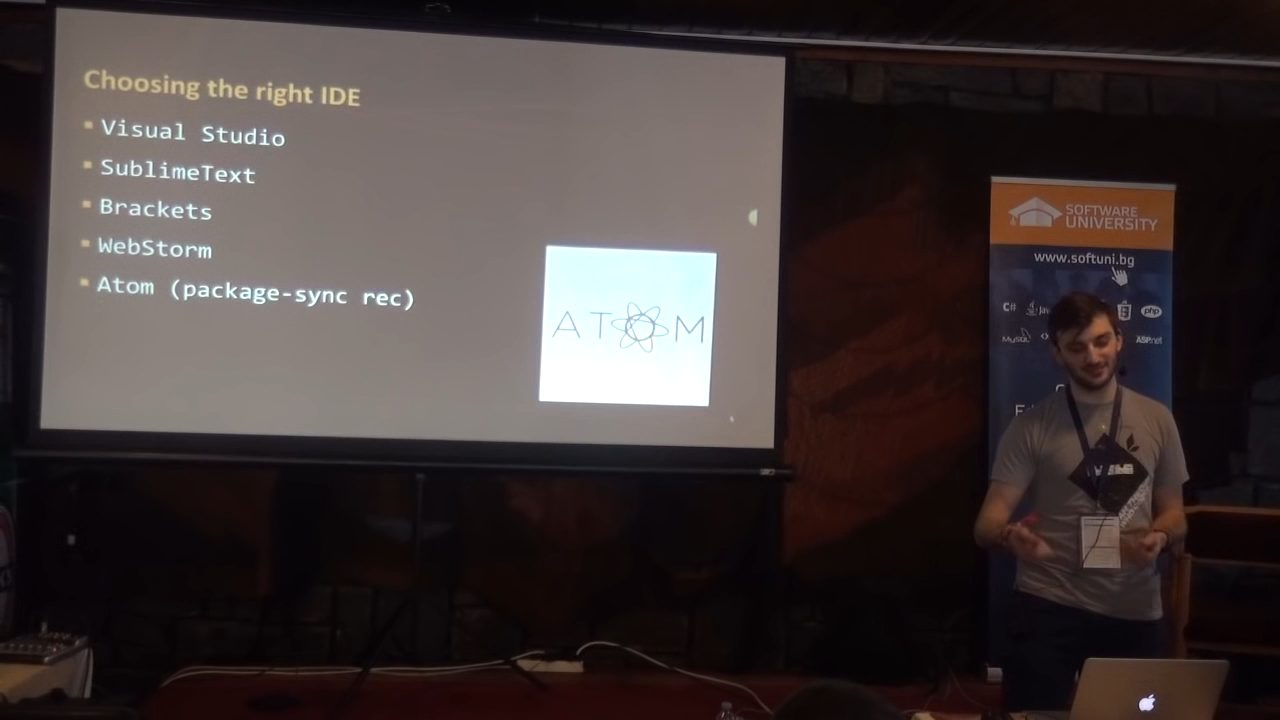 Choosing the right IDE
Visual Studio
SublimeText
Brackets
WebStorm
Atom (package-sync rec)
ATOM
SOFTWARE
UNIVERSITY
www.softuni.bg
C#
php
MySQL
ASP.net